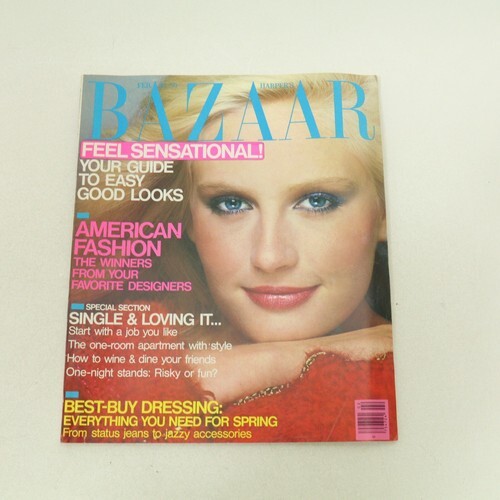 HARPER'S
BAZAAR
FEEL SENSATIONAL!
YOUR GUIDE
TO EASY
GOOD LOOKS
AMERICAN
FASHION
THE WINNERS
FROM YOUR
FAVORITE DESIGNERS
SPECIAL SECTION
SINGLE & LOVING IT...
Start with a job you like
The one-room apartment with style
How to wine & dine your friends
One-night stands: Risky or fun?
BEST-BUY DRESSING:
EVERYTHING YOU NEED FOR SPRING
From status jeans to jazzy accessories